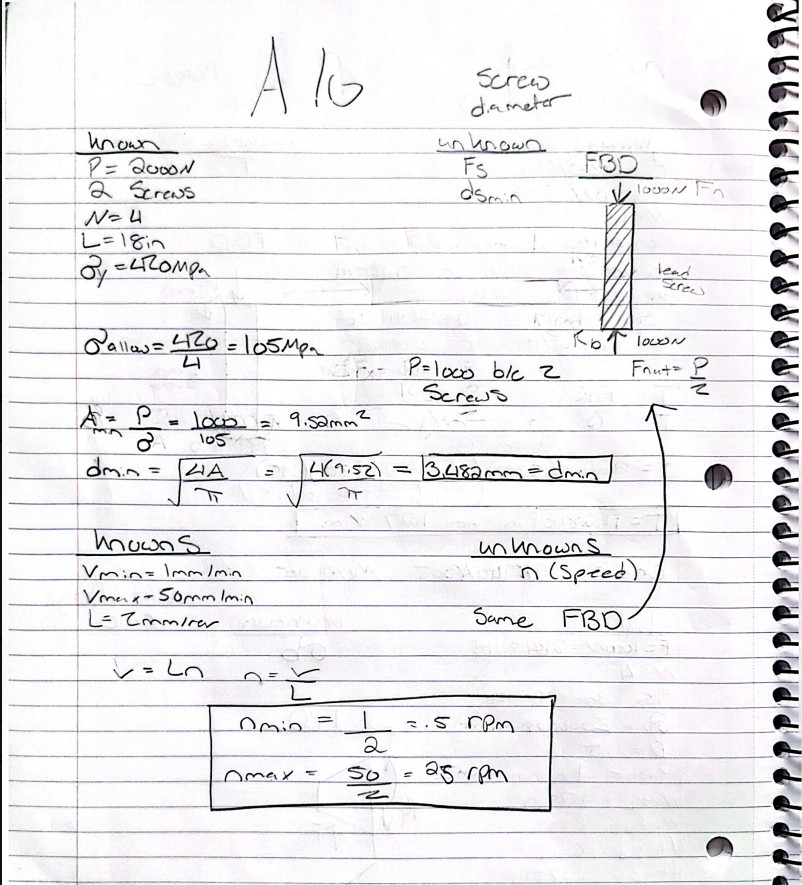 A16
Screw
diameter
Known
P = 2000N
2 Screws
N = 4
L = 18in
σy = 420Mpa
unknown
Fs
dsmin
FBD
1000N Fn
lead
Screw
Rb 1000N
Fnut = P/2
σallow = 420/4 = 105Mpa
P=1000 b/c 2
Screws
Amin = P/σ = 1000/105 = 9.52mm²
dmin = √(4A/π) = √(4(9.52)/π) = 3.482mm = dmin
Knowns
Vmin = 1mm/min
Vmax = 50mm/min
L = 2mm/rev
unknowns
n (Speed)
Same FBD
V = Ln n = V/L
nmin = 1/2 = .5 rpm
nmax = 50/2 = 25 rpm